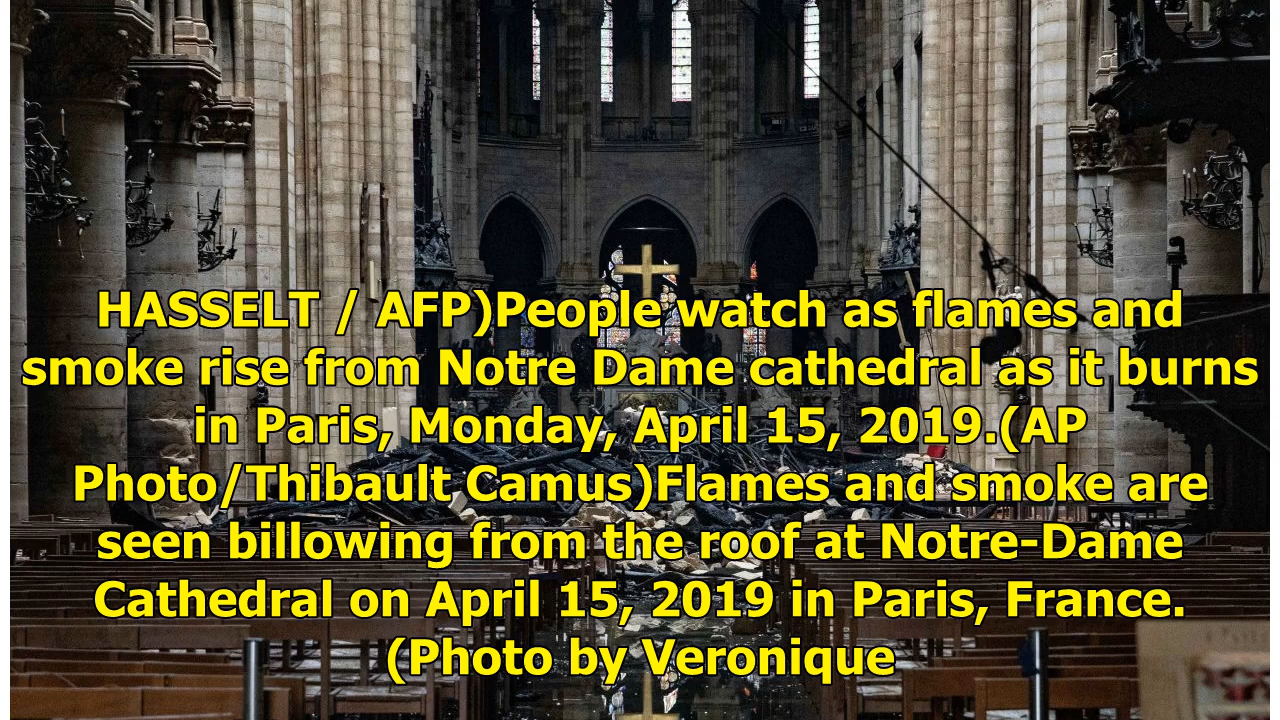 HASSELT / AFP)People watch as flames and
smoke rise from Notre Dame cathedral as it burns
in Paris, Monday, April 15, 2019.(AP
Photo/Thibault Camus)Flames and smoke are
seen billowing from the roof at Notre-Dame
Cathedral on April 15, 2019 in Paris, France.
(Photo by Veronique